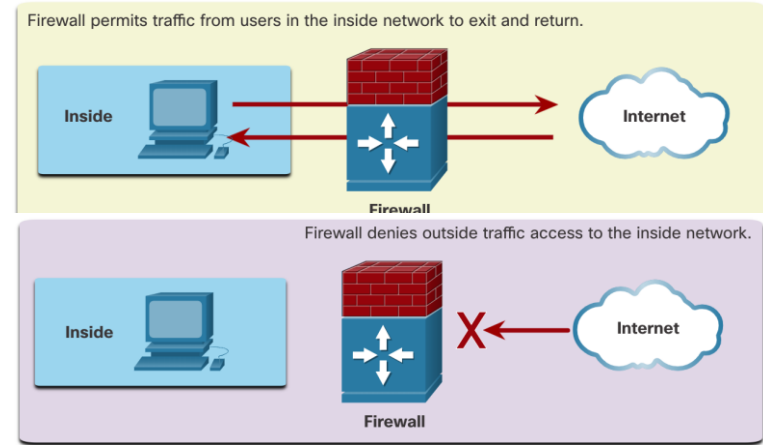 Firewall permits traffic from users in the inside network to exit and return.
Inside
Internet
Firewall
Firewall denies outside traffic access to the inside network.
Inside
Internet
Firewall